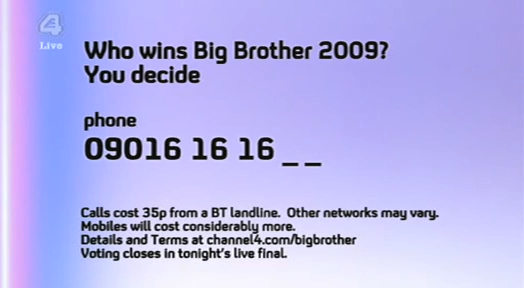 E4
Live
Who wins Big Brother 2009?
You decide
phone
09016 16 16 _ _
Calls cost 35p from a BT landline. Other networks may vary.
Mobiles will cost considerably more.
Details and Terms at channel4.com/bigbrother
Voting closes in tonight's live final.